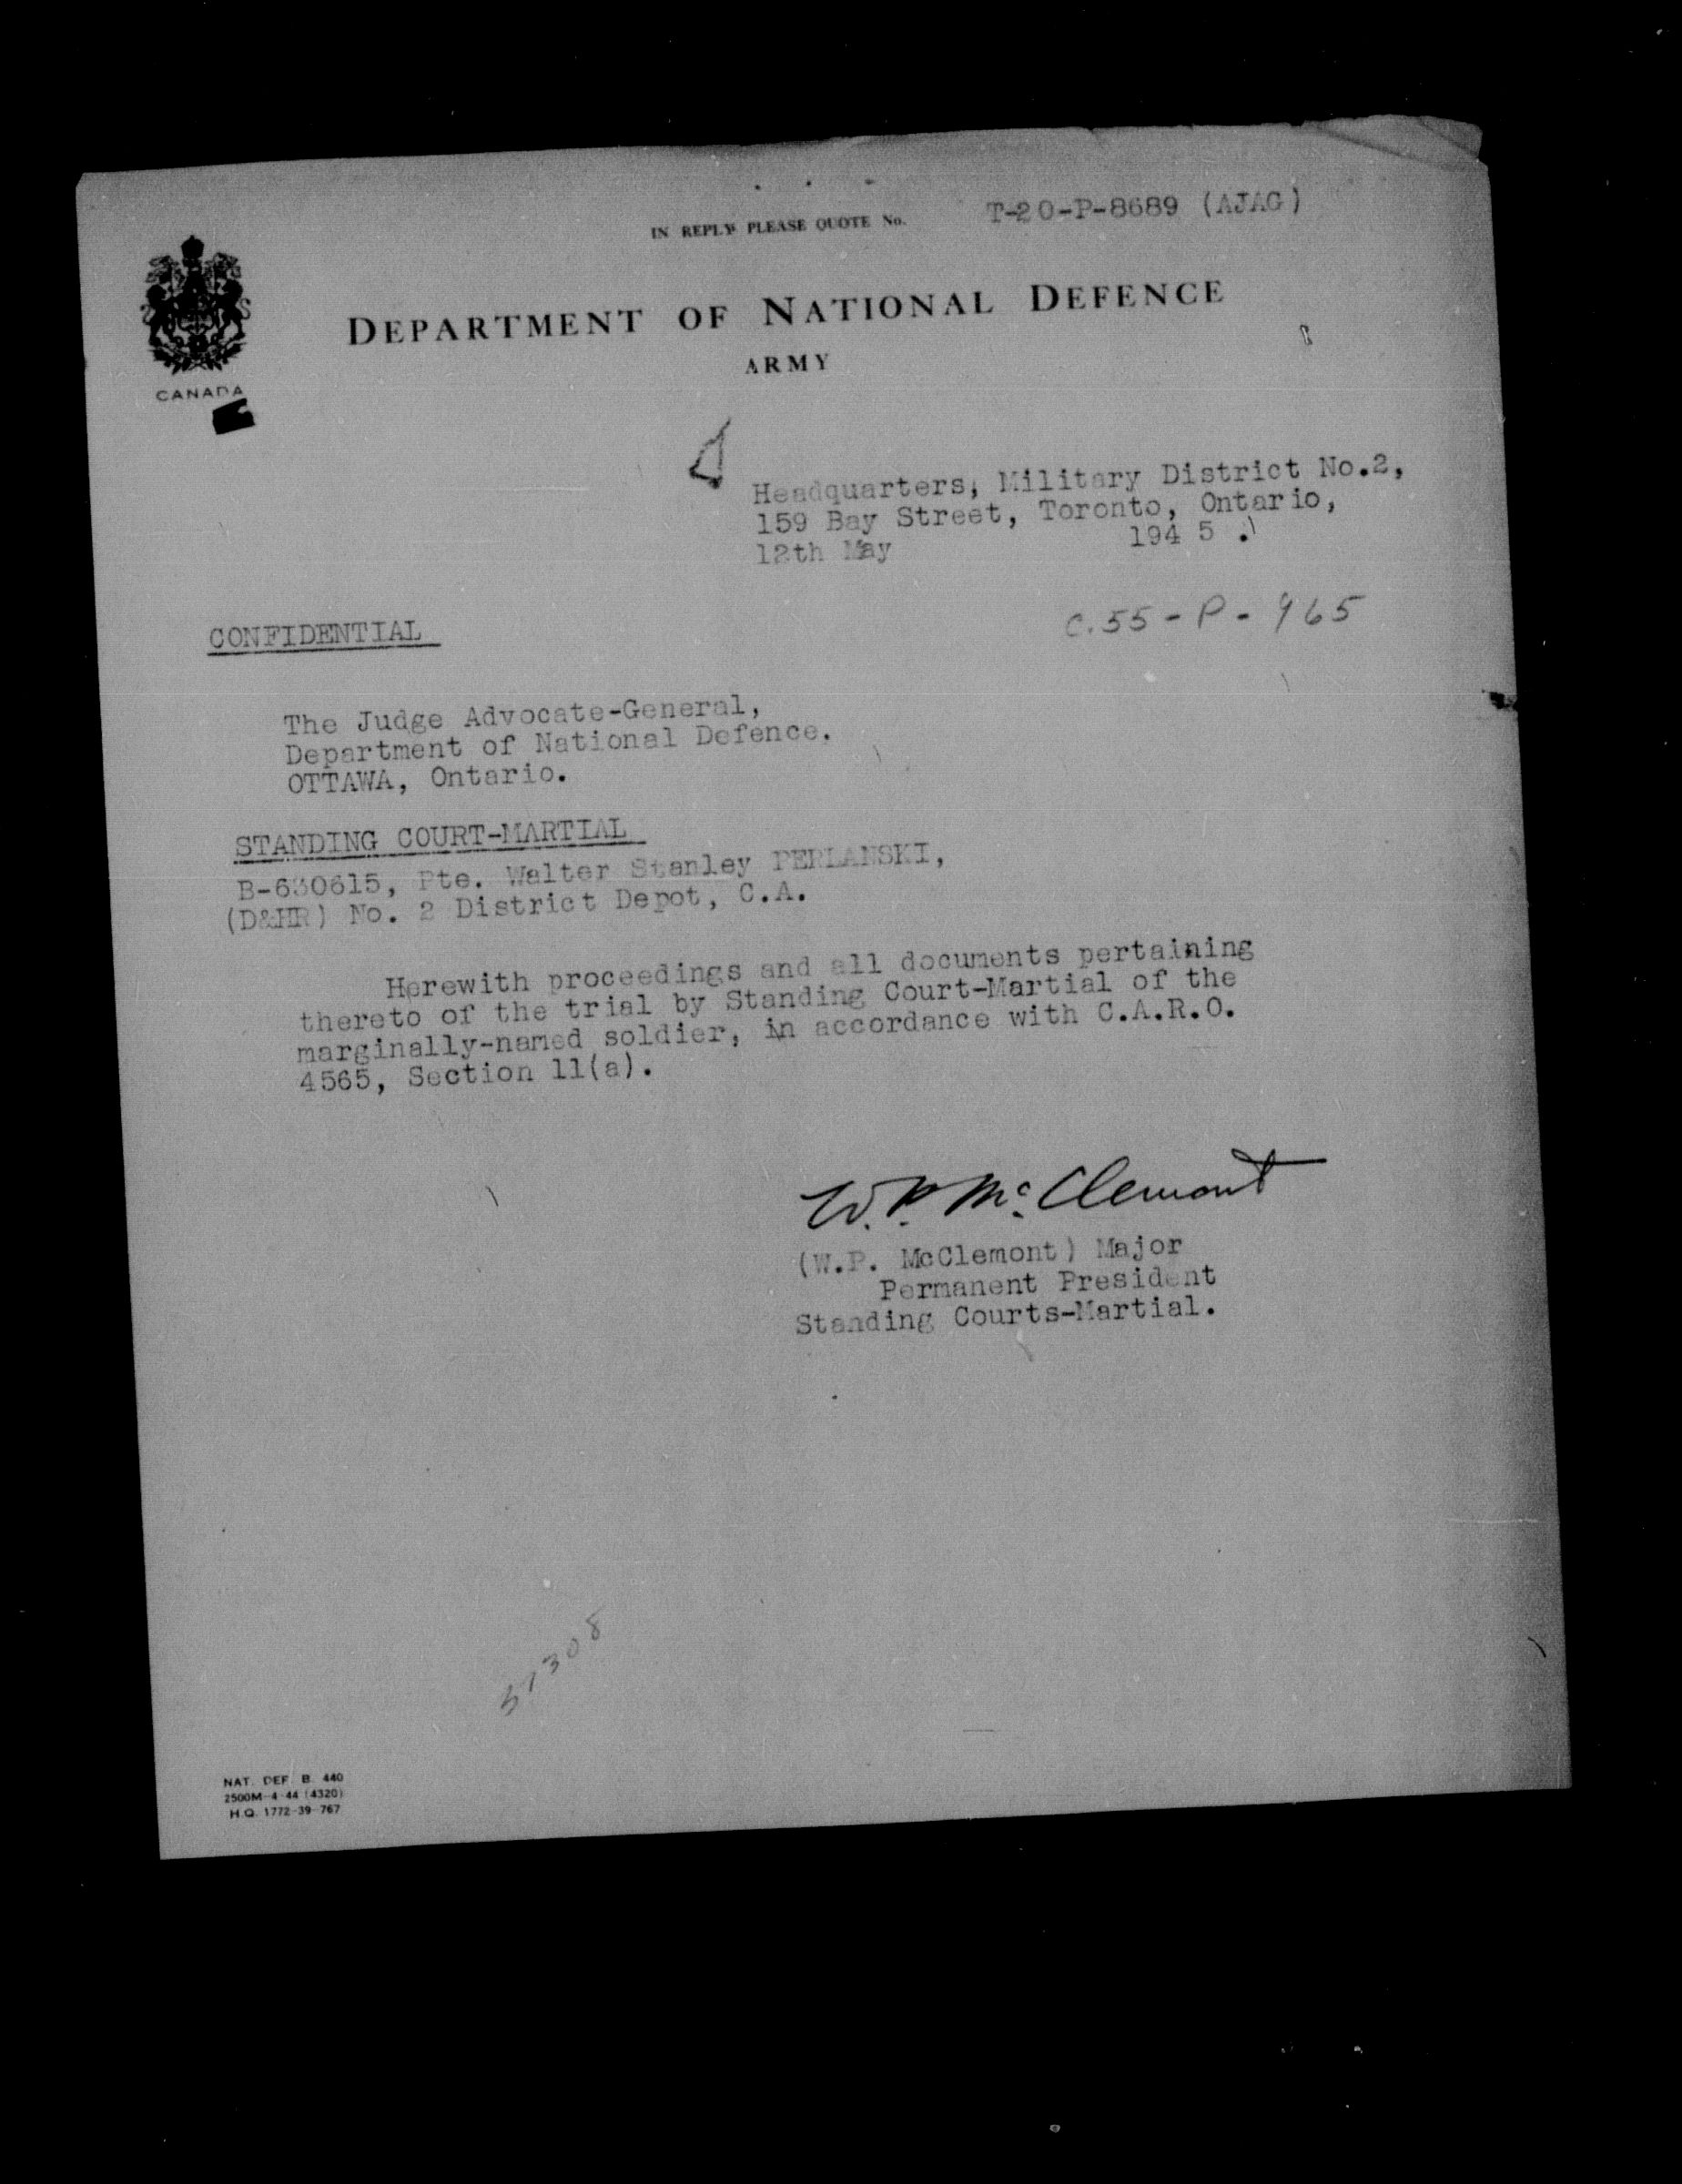 IN REPLY PLEASE QUOTE No. T-20-P-8689 (AJAG)
CANADA
DEPARTMENT OF NATIONAL DEFENCE
ARMY
Headquarters, Military District No.2,
159 Bay Street, Toronto, Ontario,
12th May 194 5 .
C.55-P-965
CONFIDENTIAL
The Judge Advocate-General,
Department of National Defence.
OTTAWA, Ontario.
STANDING COURT-MARTIAL
B-630615, Pte. Walter Stanley PERLANSKI,
(D&HR) No. 2 District Depot, C.A.
Herewith proceedings and all documents pertaining
thereto of the trial by Standing Court-Martial of the
marginally-named soldier, in accordance with C.A.R.O.
4565, Section 11(a).
W.P. McClemont
(W.P. McClemont) Major
Permanent President
Standing Courts-Martial.
NAT. DEF. B. 440
2500M-4-44 (4320)
H.Q. 1772-39-767